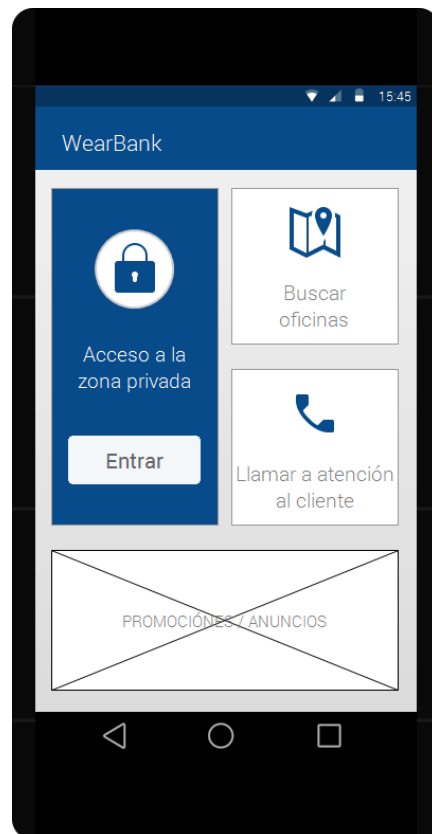 15:45
WearBank
Acceso a la
zona privada
Entrar
Buscar
oficinas
Llamar a atención
al cliente
PROMOCIÓNES / ANUNCIOS